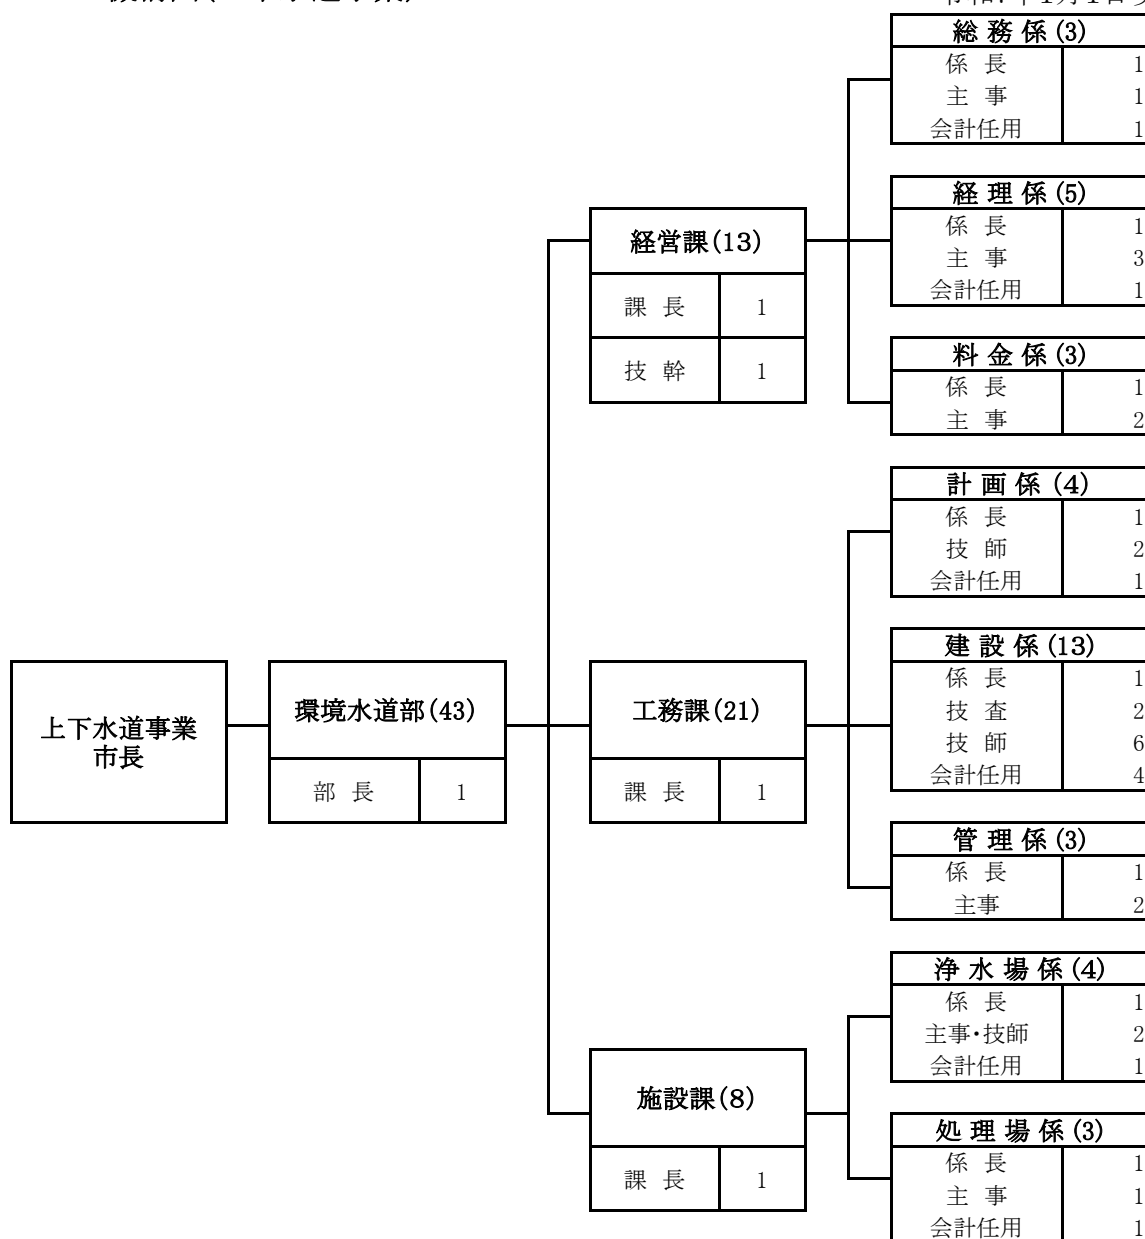 総 務 係 (3)
係 長 1
主 事 1
会計任用 1
経 理 係 (5)
係 長 1
主 事 3
会計任用 1
経営課(13)
課 長 1
技 幹 1
料 金 係 (3)
係 長 1
主 事 2
計 画 係 (4)
係 長 1
技 師 2
会計任用 1
上下水道事業
市長
環境水道部(43)
部 長 1
工務課(21)
課 長 1
建 設 係 (13)
係 長 1
技 査 2
技 師 6
会計任用 4
管 理 係 (3)
係 長 1
主事 2
浄 水 場 係 (4)
係 長 1
主事・技師 2
会計任用 1
施設課(8)
課 長 1
処 理 場 係 (3)
係 長 1
主 事 1
会計任用 1